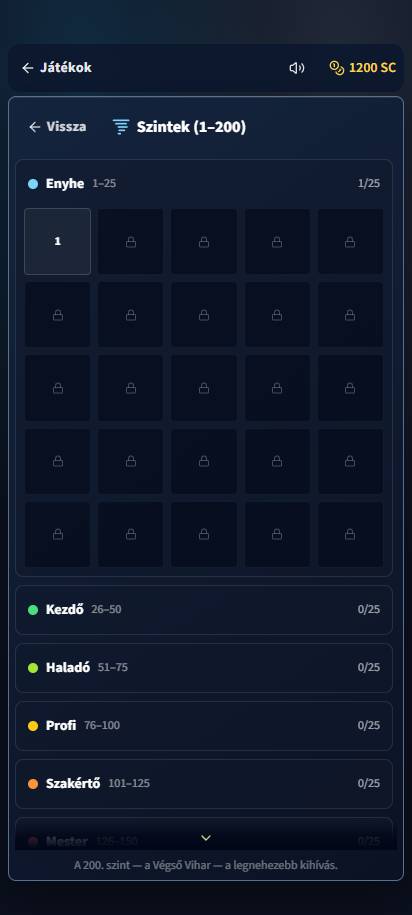 Játékok
1200 SC
Vissza
Szintek (1–200)
Enyhe 1–25 1/25
1
Kezdő 26–50 0/25
Haladó 51–75 0/25
Profi 76–100 0/25
Szakértő 101–125 0/25
Mester 126–150 0/25
A 200. szint — a Végső Vihar — a legnehezebb kihívás.